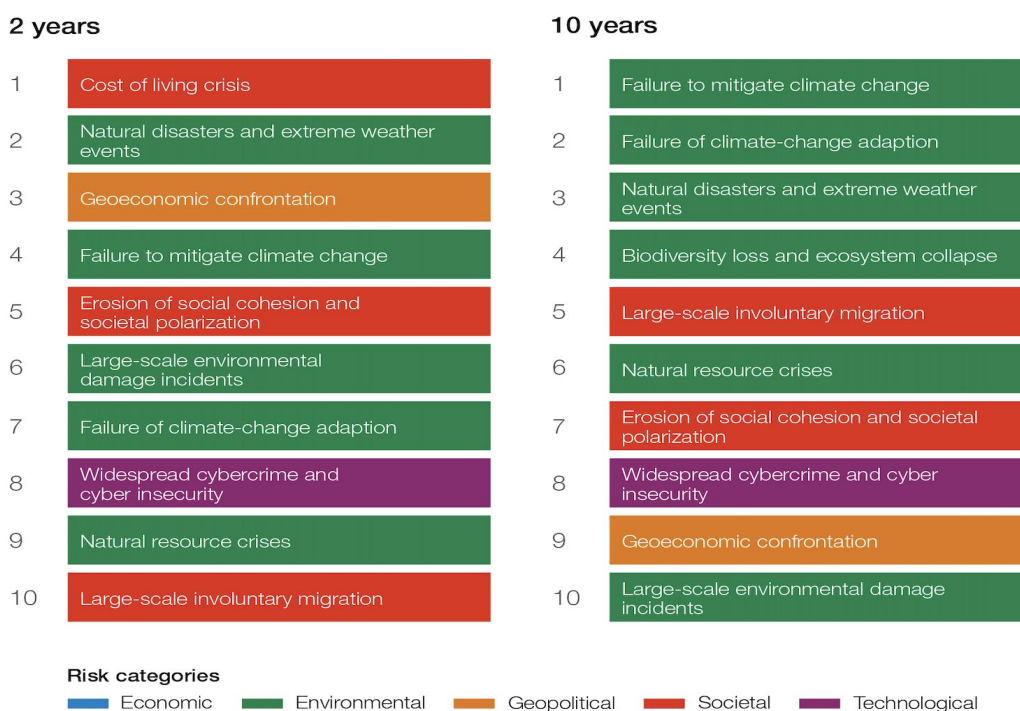 2 years
1
Cost of living crisis
2
Natural disasters and extreme weather
events
3
Geoeconomic confrontation
4
Failure to mitigate climate change
5
Erosion of social cohesion and
societal polarization
6
Large-scale environmental
damage incidents
7
Failure of climate-change adaption
8
Widespread cybercrime and
cyber insecurity
9
Natural resource crises
10
Large-scale involuntary migration
10 years
1
Failure to mitigate climate change
2
Failure of climate-change adaption
3
Natural disasters and extreme weather
events
4
Biodiversity loss and ecosystem collapse
5
Large-scale involuntary migration
6
Natural resource crises
7
Erosion of social cohesion and societal
polarization
8
Widespread cybercrime and cyber
insecurity
9
Geoeconomic confrontation
10
Large-scale environmental damage
incidents
Risk categories
Economic
Environmental
Geopolitical
Societal
Technological